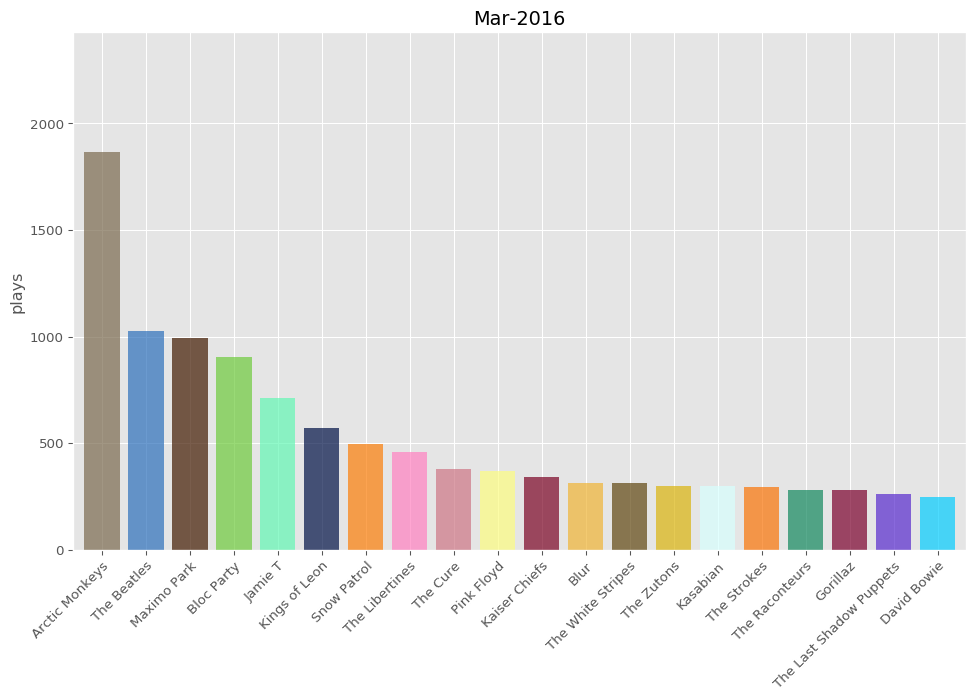 Mar-2016
plays
2000
1500
1000
500
0
Arctic Monkeys
The Beatles
Maximo Park
Bloc Party
Jamie T
Kings of Leon
Snow Patrol
The Libertines
The Cure
Pink Floyd
Kaiser Chiefs
Blur
The White Stripes
The Zutons
Kasabian
The Strokes
The Raconteurs
Gorillaz
The Last Shadow Puppets
David Bowie